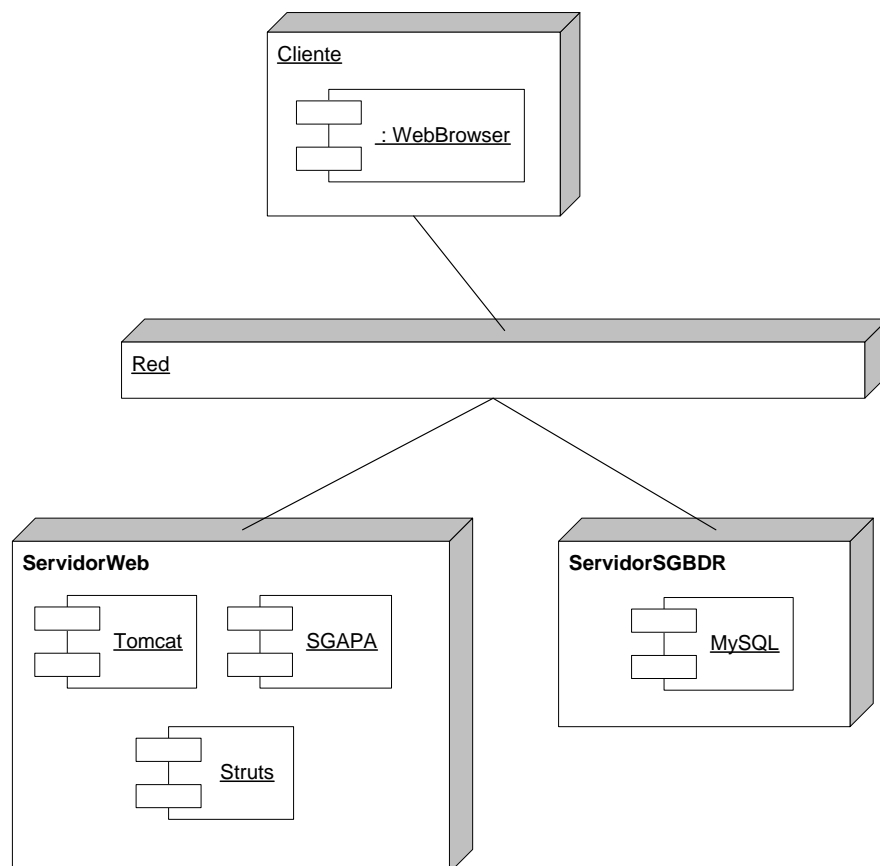 Cliente
: WebBrowser
Red
ServidorWeb
ServidorSGBDR
Tomcat
SGAPA
MySQL
Struts